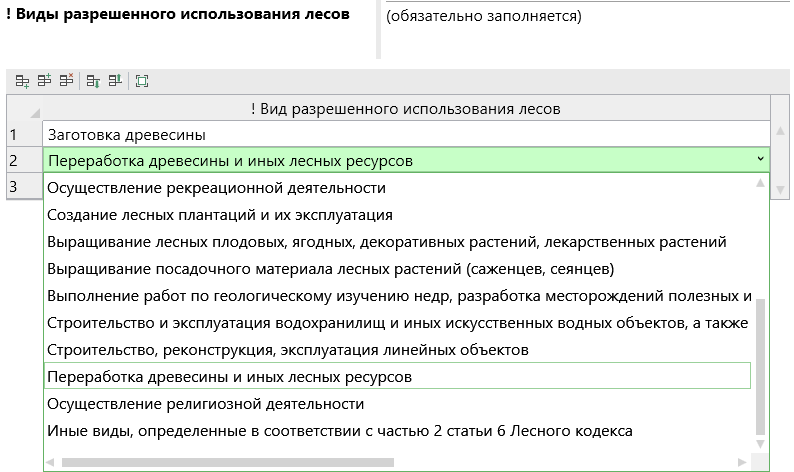 ! Виды разрешенного использования лесов
(обязательно заполняется)
! Вид разрешенного использования лесов
1 Заготовка древесины
2 Переработка древесины и иных лесных ресурсов
3
Осуществление рекреационной деятельности
Создание лесных плантаций и их эксплуатация
Выращивание лесных плодовых, ягодных, декоративных растений, лекарственных растений
Выращивание посадочного материала лесных растений (саженцев, сеянцев)
Выполнение работ по геологическому изучению недр, разработка месторождений полезных и
Строительство и эксплуатация водохранилищ и иных искусственных водных объектов, а также
Строительство, реконструкция, эксплуатация линейных объектов
Переработка древесины и иных лесных ресурсов
Осуществление религиозной деятельности
Иные виды, определенные в соответствии с частью 2 статьи 6 Лесного кодекса